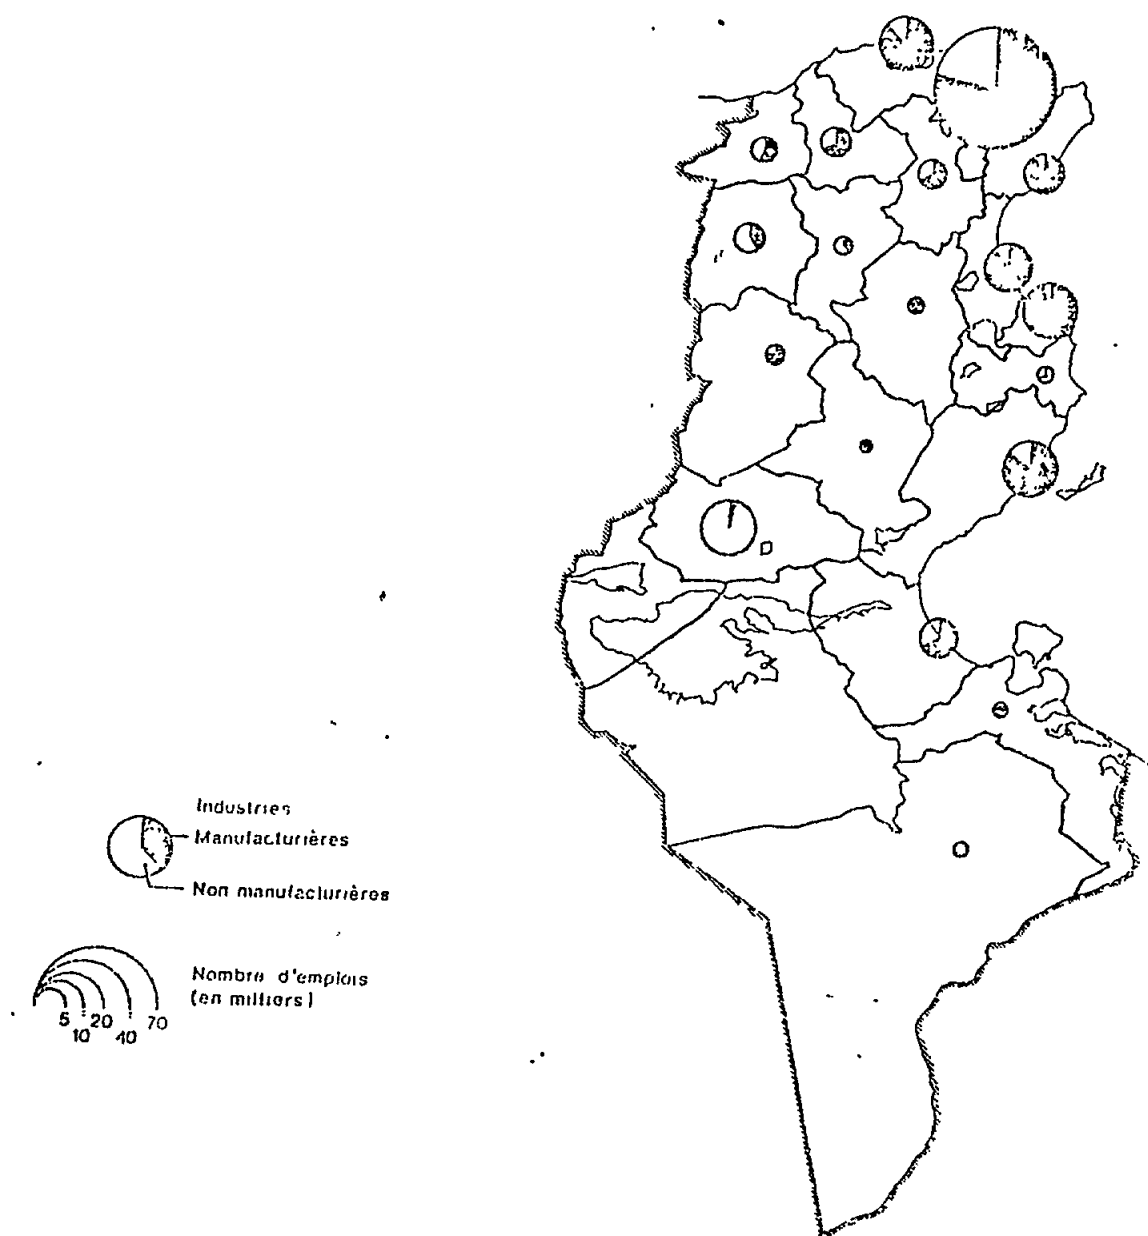 Industries
Manufacturières
Non manufacturières
Nombre d'emplois
(en milliers)
5 10 20 40 70